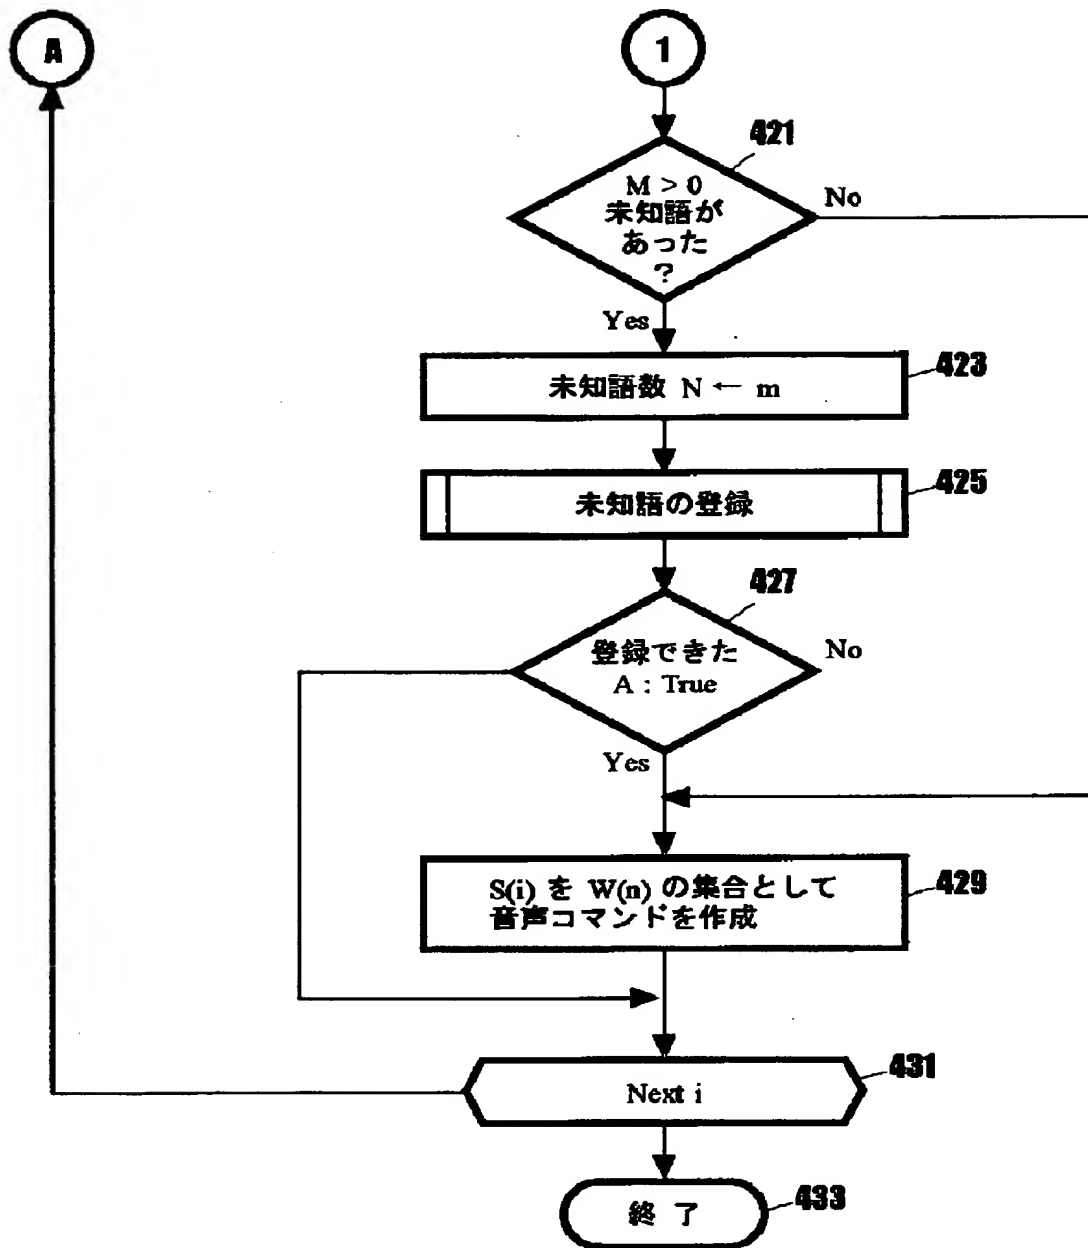 A
1
421
M > 0
未知語が
あった
?
No
Yes
未知語数 N ← m
423
未知語の登録
425
427
登録できた
A : True
No
Yes
S(i) を W(n) の集合として
音声コマンドを作成
429
Next i
431
終 了
433